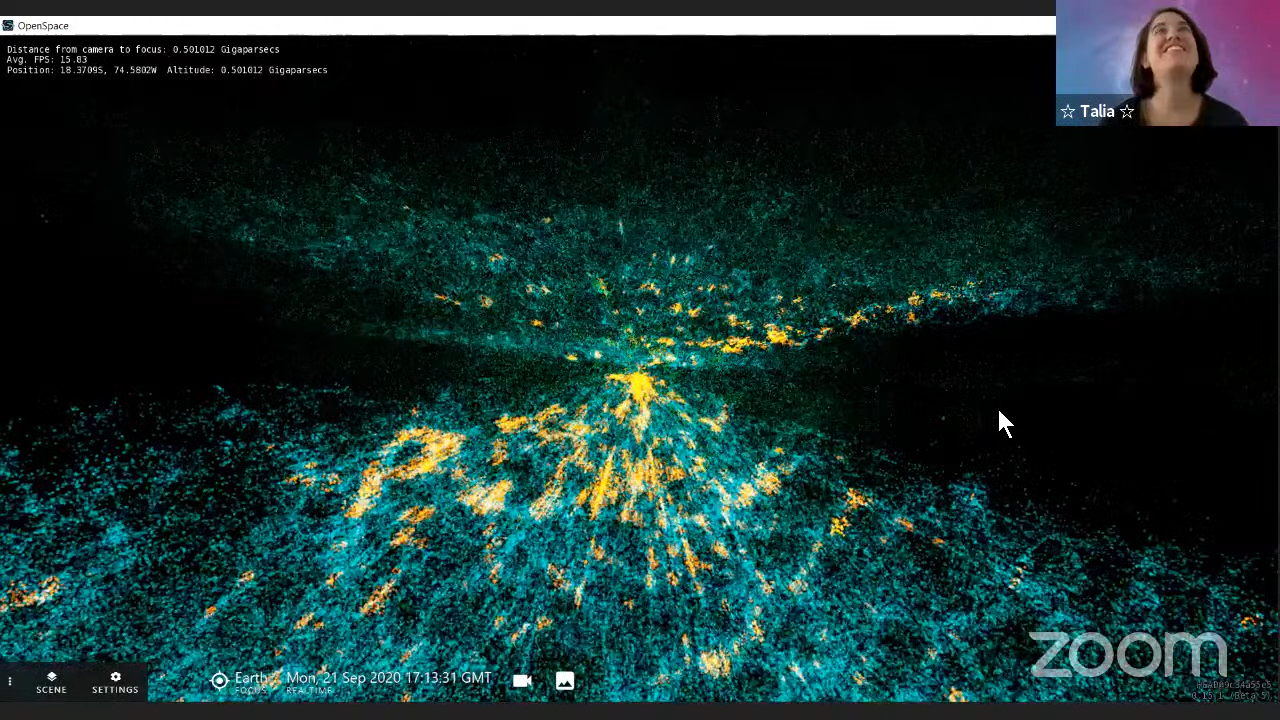 OpenSpace
Distance from camera to focus: 0.501012 Gigaparsecs
Avg. FPS: 15.83
Position: 18.3709S, 74.5802W  Altitude: 0.501012 Gigaparsecs
☆ Talia ☆
zoom
SCENE
SETTINGS
Earth
FOCUS
Mon, 21 Sep 2020 17:13:31 GMT
REALTIME